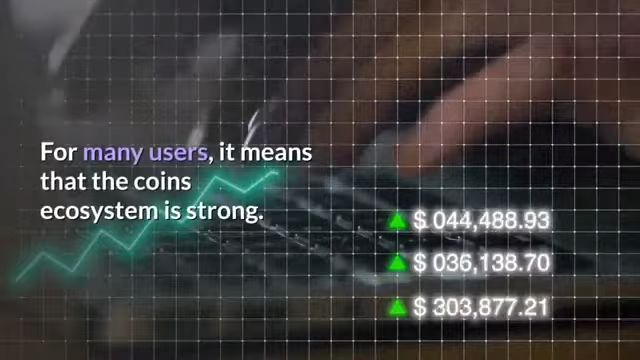 For many users, it means
that the coins
ecosystem is strong.
$ 044,488.93
$ 036,138.70
$ 303,877.21